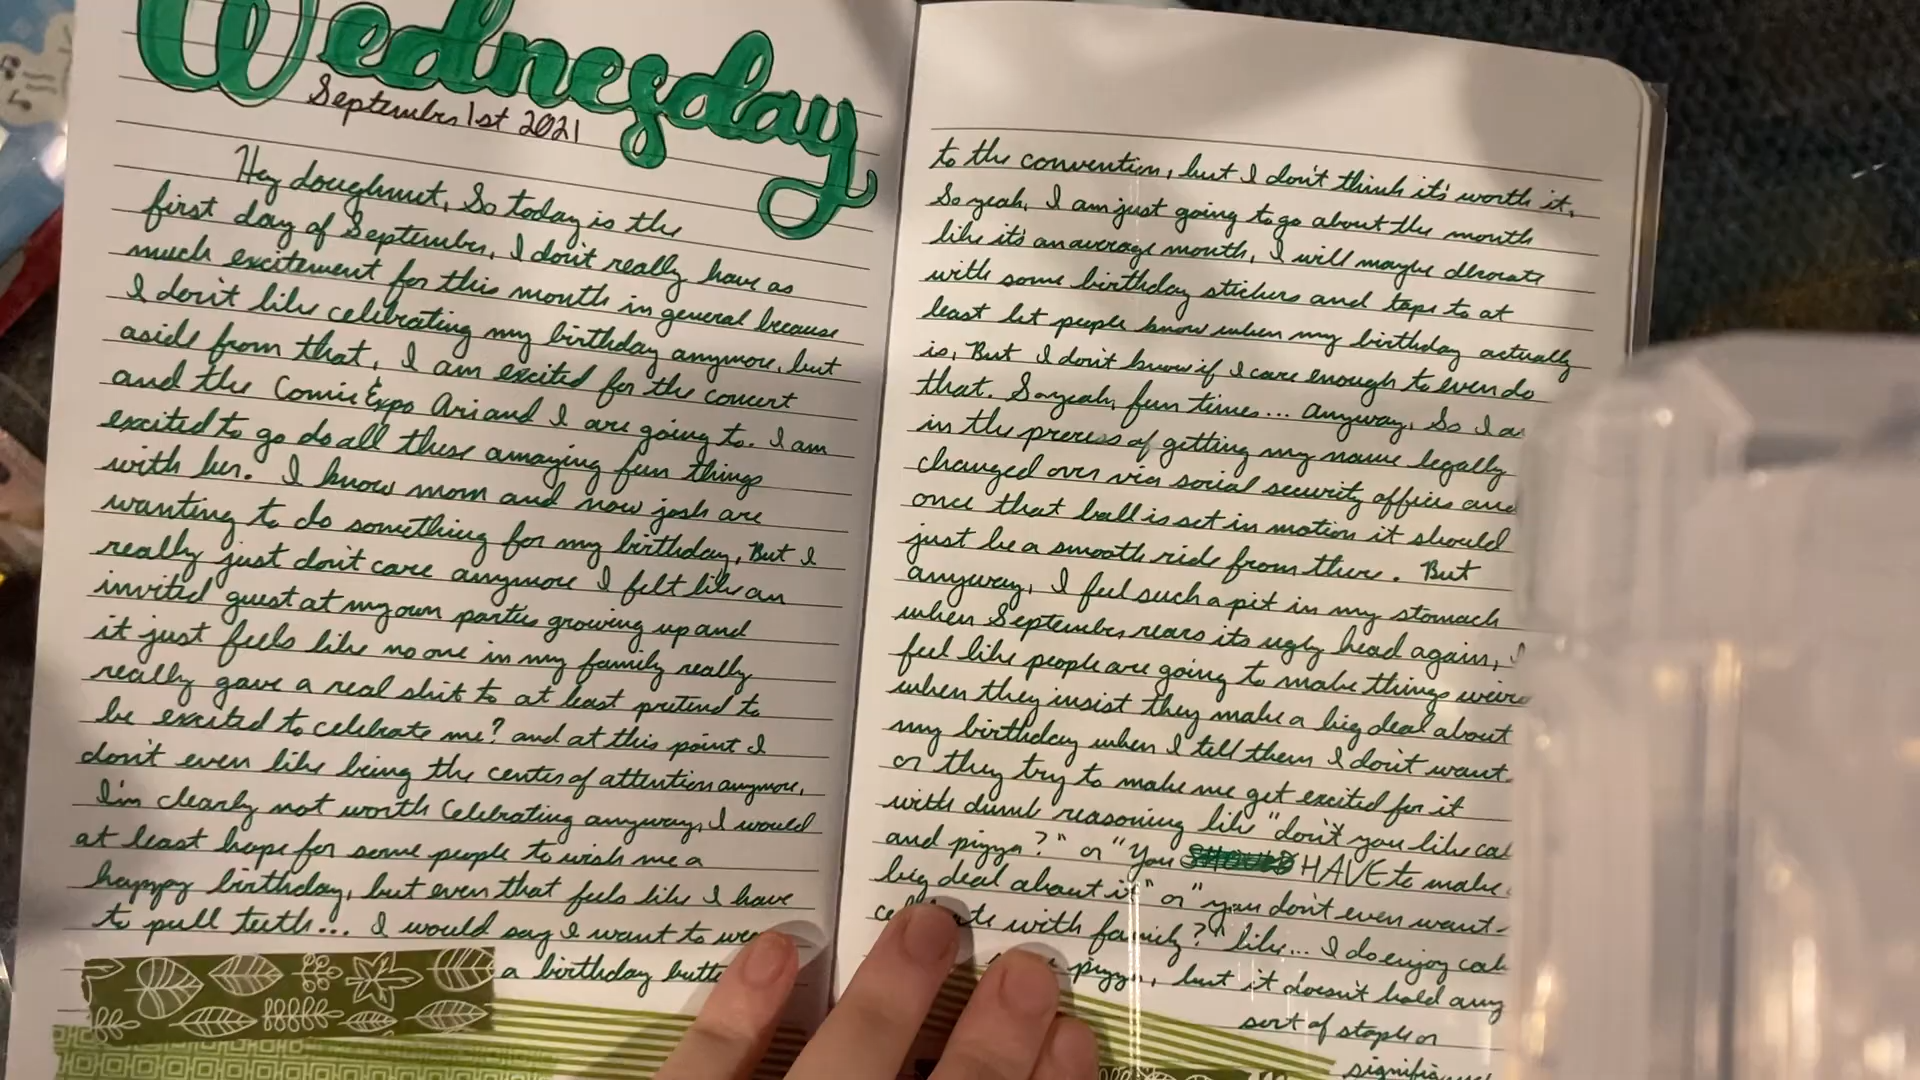 Wednesday
September 1st 2021
Hey doughnut, So today is the
first day of September, I don't really have as
much excitement for this month in general because
I don't like celebrating my birthday anymore, but
aside from that, I am excited for the concert
and the Comic Expo Ari and I are going to. I am
excited to go do all these amazing fun things
with her. I know mom and now josh are
wanting to do something for my birthday, But I
really just don't care anymore I felt like an
invited guest at my own parties growing up and
it just feels like no one in my family really
really gave a real shit to at least pretend to
be excited to celebrate me? and at this point I
don't even like being the center of attention anymore,
I'm clearly not worth Celebrating anyway, I would
at least hope for some people to wish me a
happy birthday, but even that feels like I have
to pull teeth... I would say I want to
a birthday
to the convention, but I don't think it's worth it,
So yeah, I am just going to go about the month
like it's an average month, I will maybe decorate
with some birthday stickers and tape to at
least let people know when my birthday actually
is, But I don't know if I care enough to even do
that. So yeah, fun times... anyway, So I
in the process of getting my name legally
changed over via social security offices and
once that ball is set in motion it should
just be a smooth ride from there. But
anyway, I feel such a pit in my stomach
when September rears its ugly head again, I
feel like people are going to make things
when they insist they make a big deal about
my birthday when I tell them I don't want
or they try to make me get excited for it
with dumb reasoning like "don't you like
and pizza?" or "You SHOULD HAVE to make
big deal about it" or "you don't even want
with family?" like... I do enjoy
pizza, but it doesn't hold any
sort of staple or